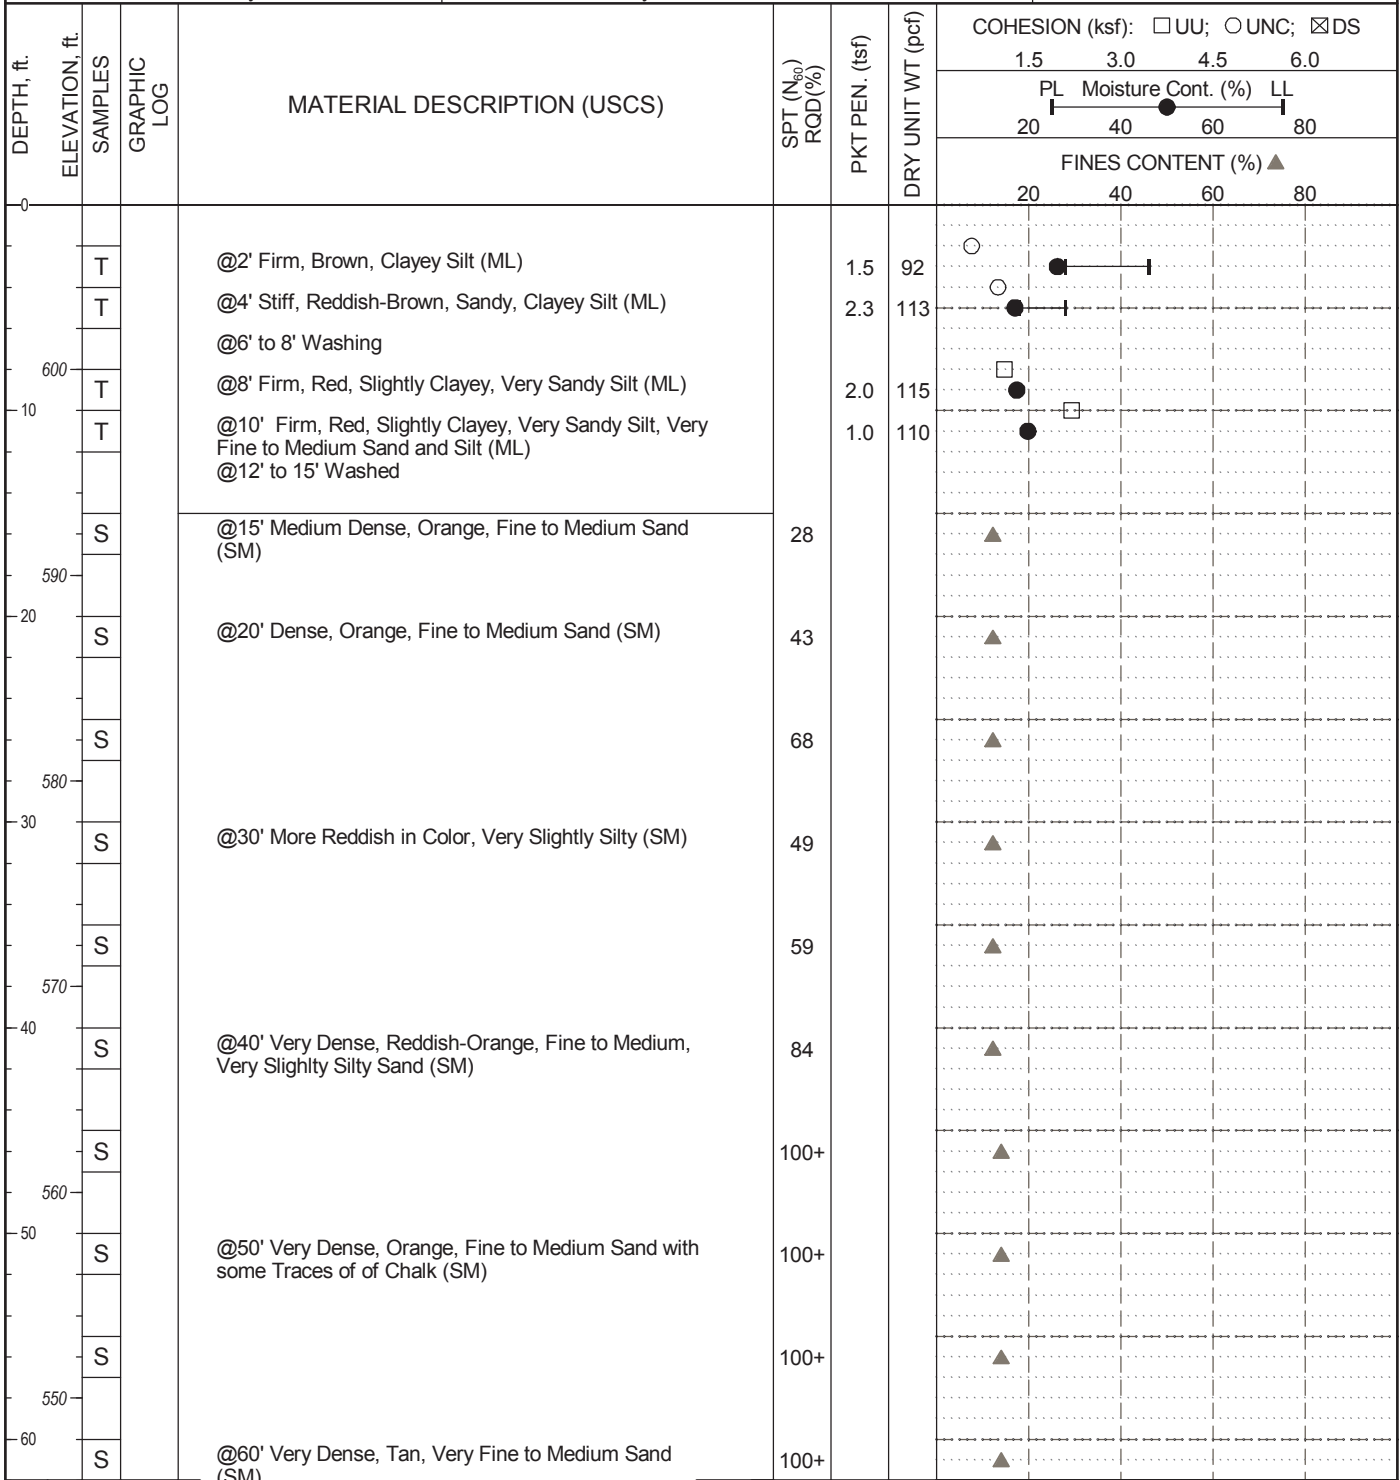 DEPTH, ft.
ELEVATION, ft.
SAMPLES
GRAPHIC
LOG
MATERIAL DESCRIPTION (USCS)
SPT (N60)
RQD(%)
PKT PEN. (tsf)
DRY UNIT WT (pcf)
COHESION (ksf): UU; UNC; DS
1.5 3.0 4.5 6.0
PL Moisture Cont. (%) LL
20 40 60 80
FINES CONTENT (%)
20 40 60 80
0
T @2' Firm, Brown, Clayey Silt (ML) 1.5 92
T @4' Stiff, Reddish-Brown, Sandy, Clayey Silt (ML) 2.3 113
@6' to 8' Washing
600
T @8' Firm, Red, Slightly Clayey, Very Sandy Silt (ML) 2.0 115
10
T @10' Firm, Red, Slightly Clayey, Very Sandy Silt, Very 1.0 110
Fine to Medium Sand and Silt (ML)
@12' to 15' Washed
S @15' Medium Dense, Orange, Fine to Medium Sand 28
(SM)
590
20
S @20' Dense, Orange, Fine to Medium Sand (SM) 43
S 68
580
30
S @30' More Reddish in Color, Very Slightly Silty (SM) 49
S 59
570
40
S @40' Very Dense, Reddish-Orange, Fine to Medium, 84
Very Slighlty Silty Sand (SM)
S 100+
560
50
S @50' Very Dense, Orange, Fine to Medium Sand with 100+
some Traces of of Chalk (SM)
S 100+
550
60
S @60' Very Dense, Tan, Very Fine to Medium Sand 100+
(SM)